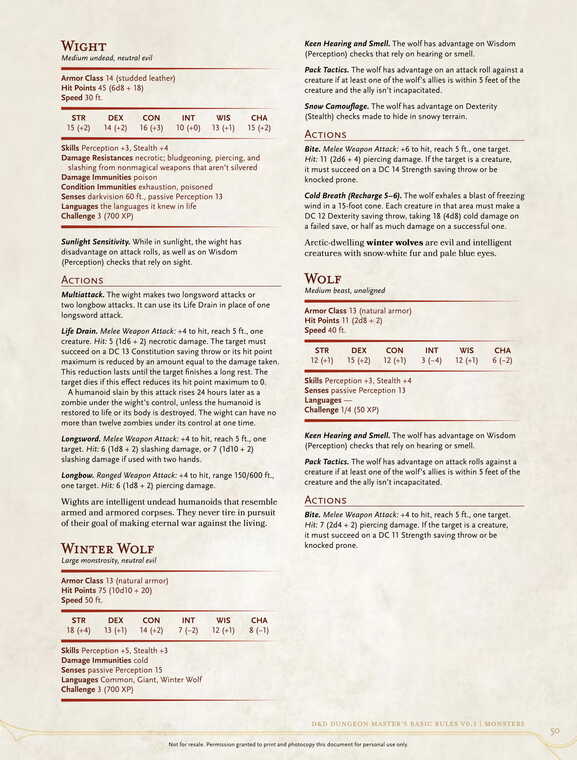 Wight
Medium undead, neutral evil
Armor Class 14 (studded leather)
Hit Points 45 (6d8 + 18)
Speed 30 ft.
STR DEX CON INT WIS CHA
15 (+2) 14 (+2) 16 (+3) 10 (+0) 13 (+1) 15 (+2)
Skills Perception +3, Stealth +4
Damage Resistances necrotic; bludgeoning, piercing, and
slashing from nonmagical weapons that aren't silvered
Damage Immunities poison
Condition Immunities exhaustion, poisoned
Senses darkvision 60 ft., passive Perception 13
Languages the languages it knew in life
Challenge 3 (700 XP)
Sunlight Sensitivity. While in sunlight, the wight has
disadvantage on attack rolls, as well as on Wisdom
(Perception) checks that rely on sight.
Actions
Multiattack. The wight makes two longsword attacks or
two longbow attacks. It can use its Life Drain in place of one
longsword attack.
Life Drain. Melee Weapon Attack: +4 to hit, reach 5 ft., one
creature. Hit: 5 (1d6 + 2) necrotic damage. The target must
succeed on a DC 13 Constitution saving throw or its hit point
maximum is reduced by an amount equal to the damage taken.
This reduction lasts until the target finishes a long rest. The
target dies if this effect reduces its hit point maximum to 0.
A humanoid slain by this attack rises 24 hours later as a
zombie under the wight's control, unless the humanoid is
restored to life or its body is destroyed. The wight can have no
more than twelve zombies under its control at one time.
Longsword. Melee Weapon Attack: +4 to hit, reach 5 ft., one
target. Hit: 6 (1d8 + 2) slashing damage, or 7 (1d10 + 2)
slashing damage if used with two hands.
Longbow. Ranged Weapon Attack: +4 to hit, range 150/600 ft.,
one target. Hit: 6 (1d8 + 2) piercing damage.
Wights are intelligent undead humanoids that resemble
armed and armored corpses. They never tire in pursuit
of their goal of making eternal war against the living.
Winter Wolf
Large monstrosity, neutral evil
Armor Class 13 (natural armor)
Hit Points 75 (10d10 + 20)
Speed 50 ft.
STR DEX CON INT WIS CHA
18 (+4) 13 (+1) 14 (+2) 7 (−2) 12 (+1) 8 (−1)
Skills Perception +5, Stealth +3
Damage Immunities cold
Senses passive Perception 15
Languages Common, Giant, Winter Wolf
Challenge 3 (700 XP)
Keen Hearing and Smell. The wolf has advantage on Wisdom
(Perception) checks that rely on hearing or smell.
Pack Tactics. The wolf has advantage on an attack roll against a
creature if at least one of the wolf's allies is within 5 feet of the
creature and the ally isn't incapacitated.
Snow Camouflage. The wolf has advantage on Dexterity
(Stealth) checks made to hide in snowy terrain.
Actions
Bite. Melee Weapon Attack: +6 to hit, reach 5 ft., one target.
Hit: 11 (2d6 + 4) piercing damage. If the target is a creature,
it must succeed on a DC 14 Strength saving throw or be
knocked prone.
Cold Breath (Recharge 5–6). The wolf exhales a blast of freezing
wind in a 15-foot cone. Each creature in that area must make a
DC 12 Dexterity saving throw, taking 18 (4d8) cold damage on
a failed save, or half as much damage on a successful one.
Arctic-dwelling winter wolves are evil and intelligent
creatures with snow-white fur and pale blue eyes.
Wolf
Medium beast, unaligned
Armor Class 13 (natural armor)
Hit Points 11 (2d8 + 2)
Speed 40 ft.
STR DEX CON INT WIS CHA
12 (+1) 15 (+2) 12 (+1) 3 (−4) 12 (+1) 6 (−2)
Skills Perception +3, Stealth +4
Senses passive Perception 13
Languages —
Challenge 1/4 (50 XP)
Keen Hearing and Smell. The wolf has advantage on Wisdom
(Perception) checks that rely on hearing or smell.
Pack Tactics. The wolf has advantage on attack rolls against a
creature if at least one of the wolf's allies is within 5 feet of the
creature and the ally isn't incapacitated.
Actions
Bite. Melee Weapon Attack: +4 to hit, reach 5 ft., one target.
Hit: 7 (2d4 + 2) piercing damage. If the target is a creature,
it must succeed on a DC 11 Strength saving throw or be
knocked prone.
D&D Dungeon Master's Basic Rules v0.3 | Monsters
50
Not for resale. Permission granted to print and photocopy this document for personal use only.